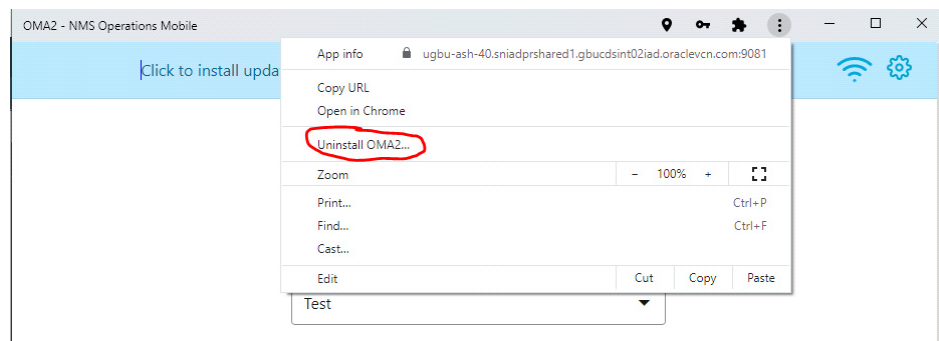 OMA2 - NMS Operations Mobile
App info ugbu-ash-40.sniadprshared1.gbucdsint02iad.oraclevcn.com:9081
Click to install upda
Copy URL
Open in Chrome
Uninstall OMA2...
Zoom - 100% +
Print... Ctrl+P
Find... Ctrl+F
Cast...
Edit Cut Copy Paste
Test